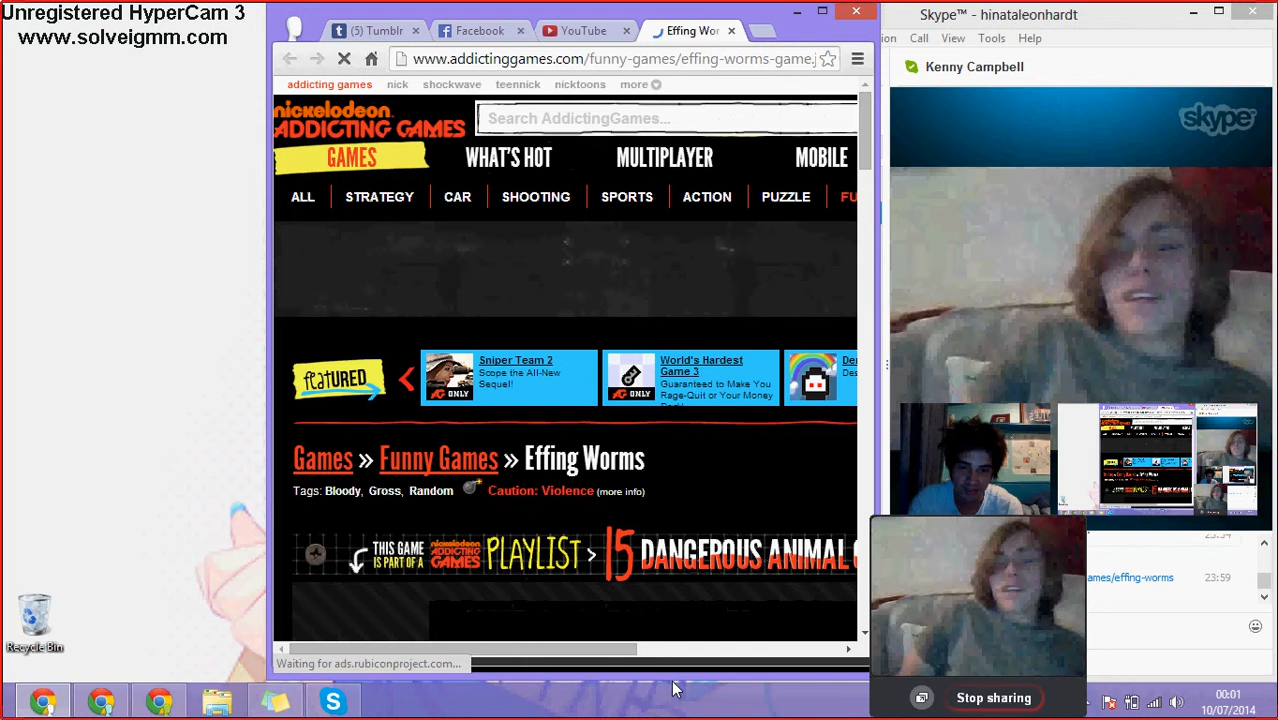 Unregistered HyperCam 3
www.solveigmm.com
(5) Tumblr
Facebook
YouTube
Effing Wor
Skype™ - hinataleonhardt
www.addictinggames.com/funny-games/effing-worms-game.j
ion Call View Tools Help
Kenny Campbell
addicting games nick shockwave teennick nicktoons more
skype
nickelodeon
ADDICTING GAMES
Search AddictingGames...
GAMES WHAT'S HOT MULTIPLAYER MOBILE
ALL STRATEGY CAR SHOOTING SPORTS ACTION PUZZLE FU
featured
Sniper Team 2
Scope the All-New
Sequel!
AG ONLY
World's Hardest
Game 3
Guaranteed to Make You
Rage-Quit or Your Money
AG ONLY
Games » Funny Games » Effing Worms
Tags: Bloody, Gross, Random Caution: Violence (more info)
THIS GAME
IS PART OF A
nickelodeon
ADDICTING
GAMES
PLAYLIST > 15 DANGEROUS ANIMAL
ames/effing-worms 23:59
Recycle Bin
Waiting for ads.rubiconproject.com...
Stop sharing
00:01
10/07/2014